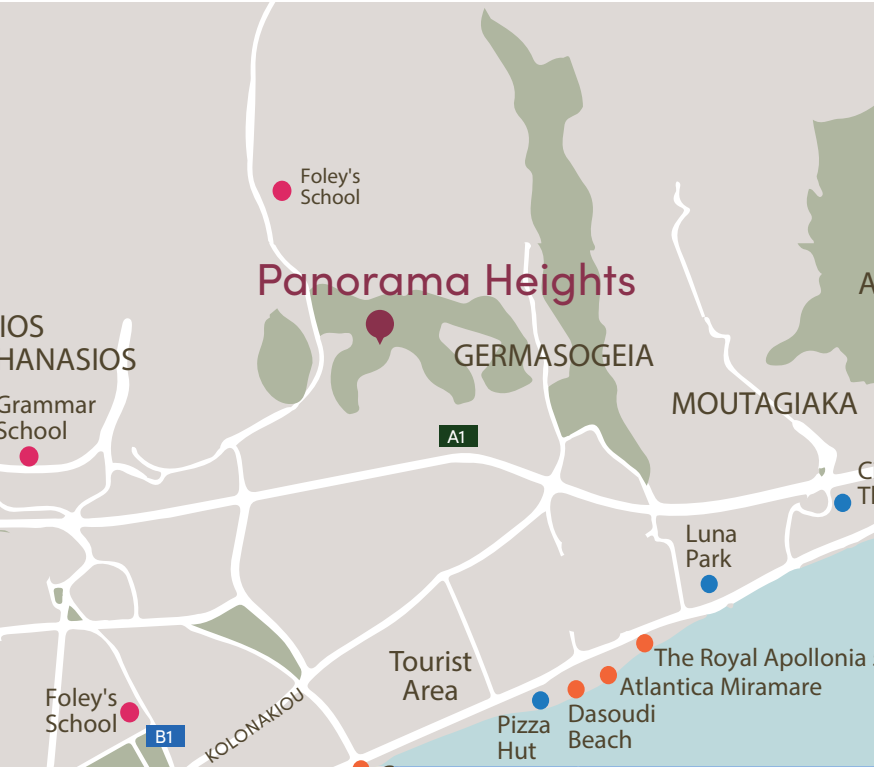 Foley's
School
Panorama Heights
IOS
HANASIOS
GERMASOGEIA
Grammar
School
MOUTAGIAKA
A
A1
C
Th
Luna
Park
Tourist
Area
The Royal Apollonia
Atlantica Miramare
Foley's
School
B1
KOLONAKIOU
Pizza
Hut
Dasoudi
Beach